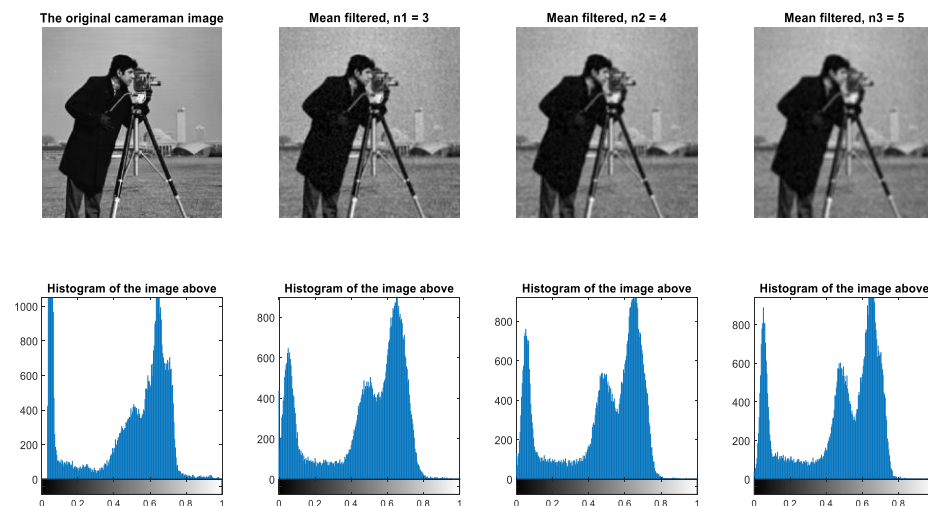 The original cameraman image
Mean filtered, n1 = 3
Mean filtered, n2 = 4
Mean filtered, n3 = 5
Histogram of the image above
Histogram of the image above
Histogram of the image above
Histogram of the image above
1000
800
600
400
200
0
800
600
400
200
0
800
600
400
200
0
800
600
400
200
0
0 0.2 0.4 0.6 0.8 1
0 0.2 0.4 0.6 0.8 1
0 0.2 0.4 0.6 0.8 1
0 0.2 0.4 0.6 0.8